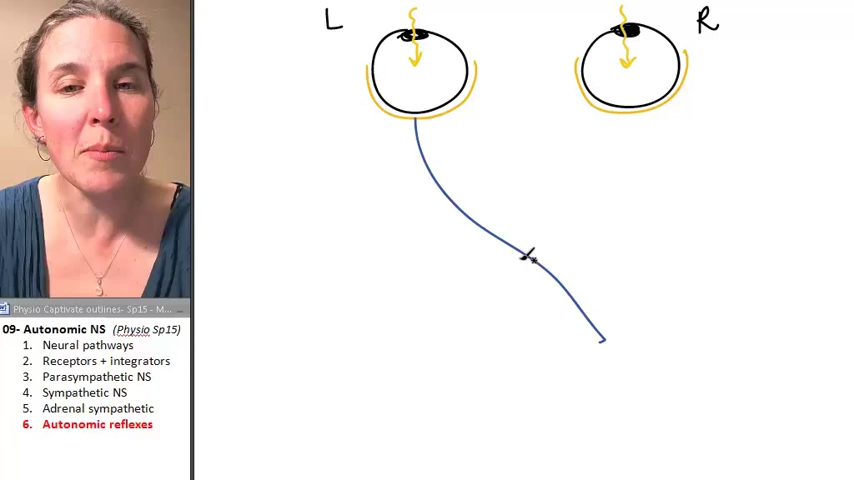 L
R
Physio Captivate outlines- Sp15 - M...
09- Autonomic NS (Physio Sp15)
1. Neural pathways
2. Receptors + integrators
3. Parasympathetic NS
4. Sympathetic NS
5. Adrenal sympathetic
6. Autonomic reflexes